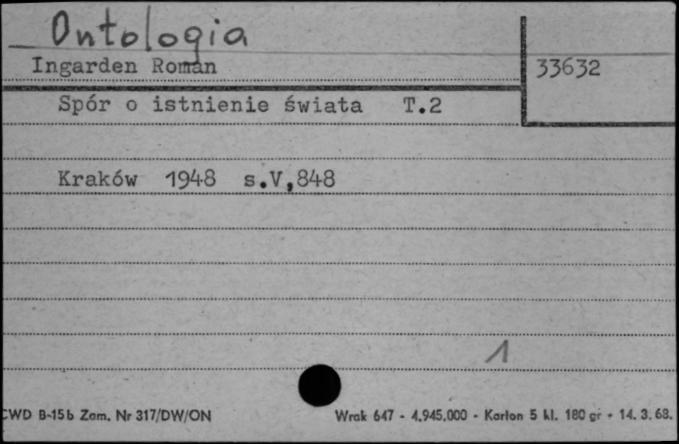 Ontologia
Ingarden Roman
33632
Spór o istnienie świata T.2
Kraków 1948 s.V,848
1
CWD B-15b Zam. Nr 317/DW/ON
Wrak 647 - 4.945.000 - Karton 5 kl. 180 gr - 14. 3. 68.